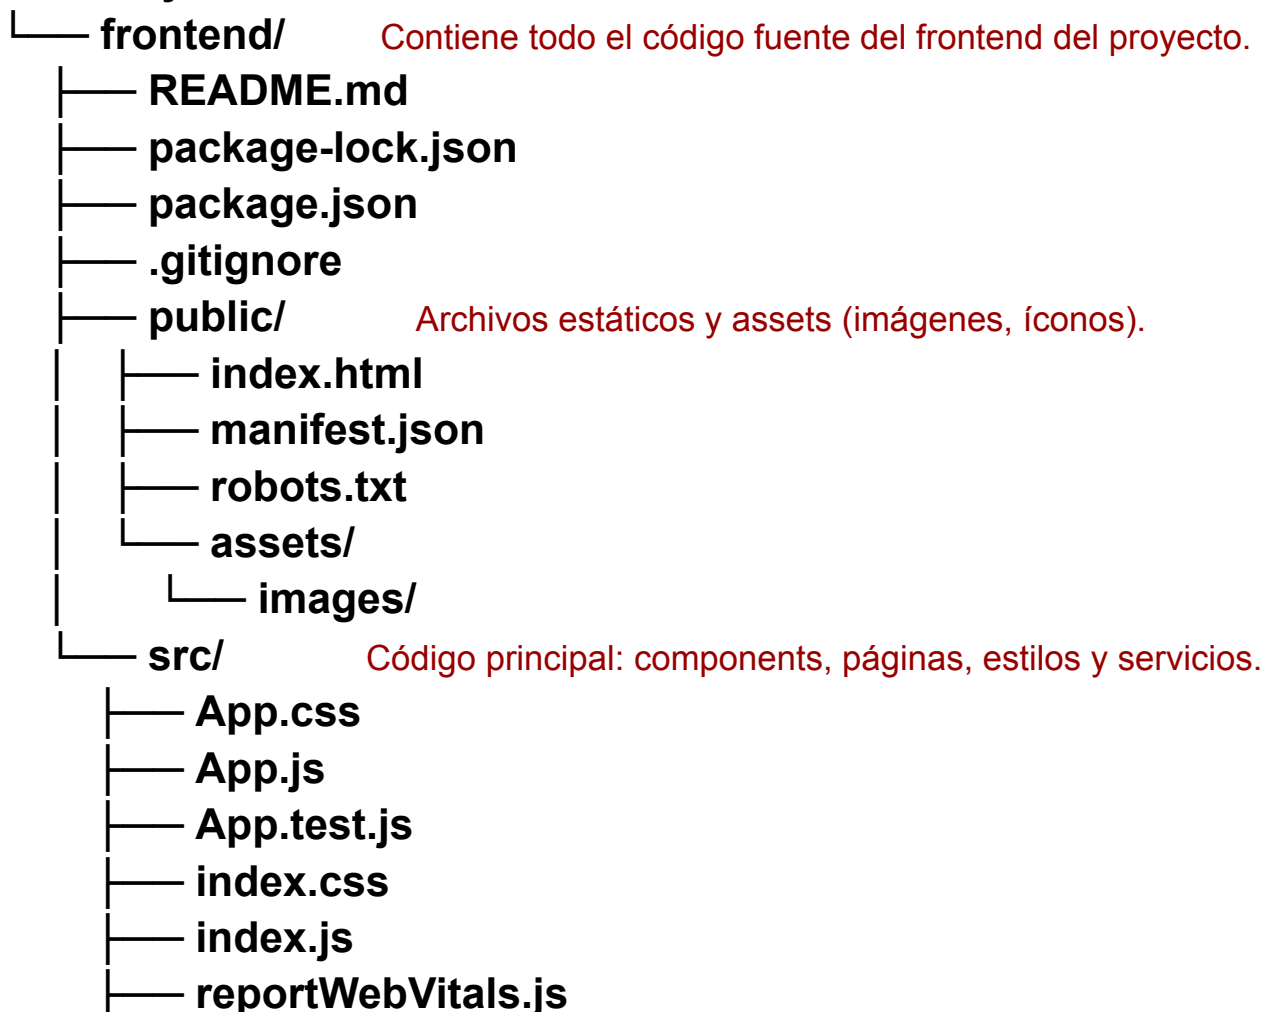 └── frontend/ Contiene todo el código fuente del frontend del proyecto.
├── README.md
├── package-lock.json
├── package.json
├── .gitignore
├── public/ Archivos estáticos y assets (imágenes, íconos).
│ ├── index.html
│ ├── manifest.json
│ ├── robots.txt
│ └── assets/
│ └── images/
└── src/ Código principal: components, páginas, estilos y servicios.
├── App.css
├── App.js
├── App.test.js
├── index.css
├── index.js
├── reportWebVitals.js